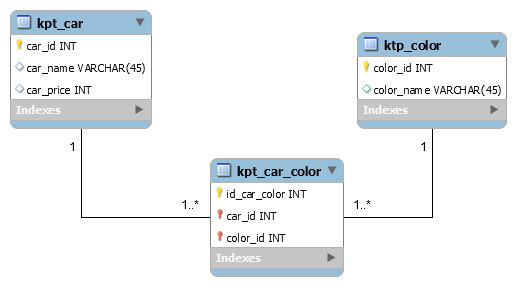 kpt_car
car_id INT
car_name VARCHAR(45)
car_price INT
Indexes
ktp_color
color_id INT
color_name VARCHAR(45)
Indexes
1
1
kpt_car_color
id_car_color INT
car_id INT
color_id INT
Indexes
1..*
1..*